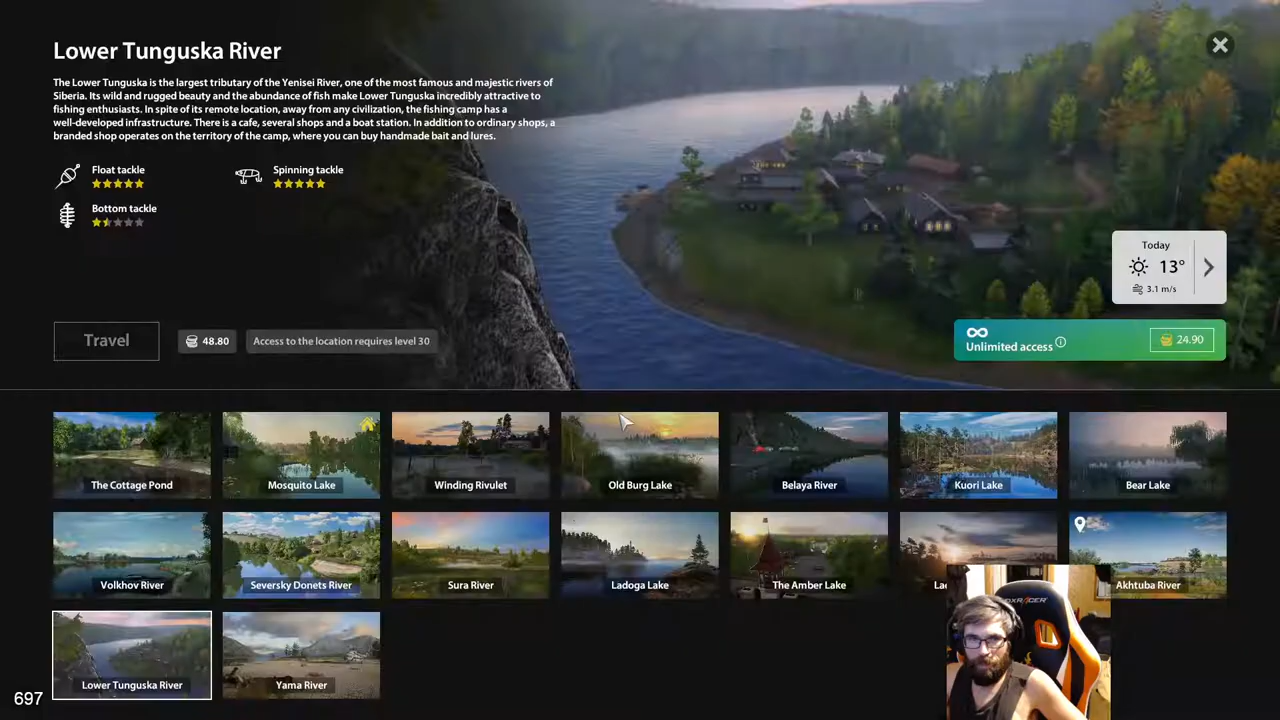 Lower Tunguska River
The Lower Tunguska is the largest tributary of the Yenisei River, one of the most famous and majestic rivers of
Siberia. Its wild and rugged beauty and the abundance of fish make Lower Tunguska incredibly attractive to
fishing enthusiasts. In spite of its remote location, away from any civilization, the fishing camp has a
well-developed infrastructure. There is a cafe, several shops and a boat station. In addition to ordinary shops, a
branded shop operates on the territory of the camp, where you can buy handmade bait and lures.
Float tackle
Spinning tackle
Bottom tackle
Today
13°
3.1 m/s
Travel
48.80
Access to the location requires level 30
Unlimited access
24.90
The Cottage Pond
Mosquito Lake
Winding Rivulet
Old Burg Lake
Belaya River
Kuori Lake
Bear Lake
Volkhov River
Seversky Donets River
Sura River
Ladoga Lake
The Amber Lake
Akhtuba River
Lower Tunguska River
Yama River
697